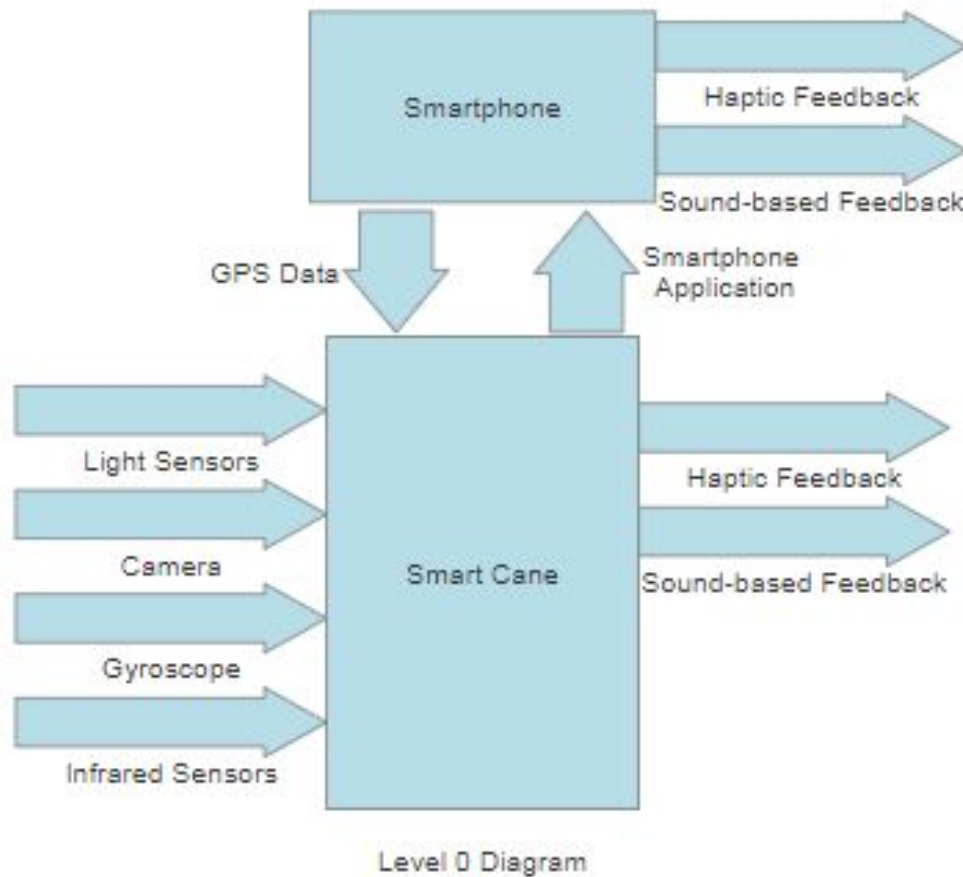 Smartphone
Haptic Feedback
Sound-based Feedback
GPS Data
Smartphone
Application
Light Sensors
Camera
Gyroscope
Infrared Sensors
Smart Cane
Haptic Feedback
Sound-based Feedback
Level 0 Diagram